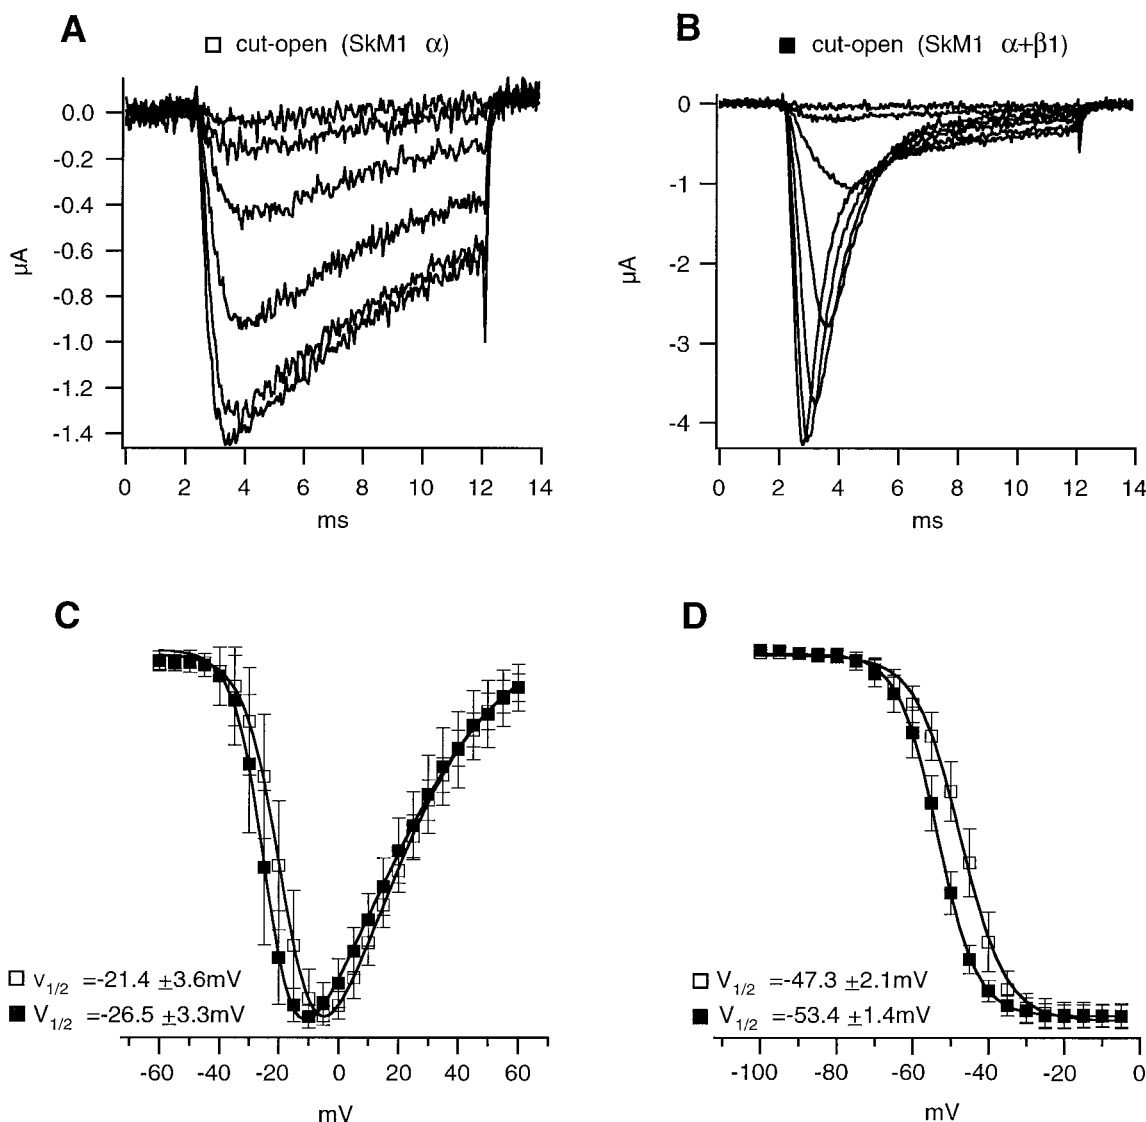 A
□ cut-open (SkM1 α)
0.0
-0.2
-0.4
-0.6
-0.8
-1.0
-1.2
-1.4
µA
0 2 4 6 8 10 12 14
ms
B
■ cut-open (SkM1 α+β1)
0
-1
-2
-3
-4
µA
0 2 4 6 8 10 12 14
ms
C
□ v1/2 =-21.4 ±3.6mV
■ V1/2 =-26.5 ±3.3mV
-60 -40 -20 0 20 40 60
mV
D
□ V1/2 =-47.3 ±2.1mV
■ V1/2 =-53.4 ±1.4mV
-100 -80 -60 -40 -20 0
mV